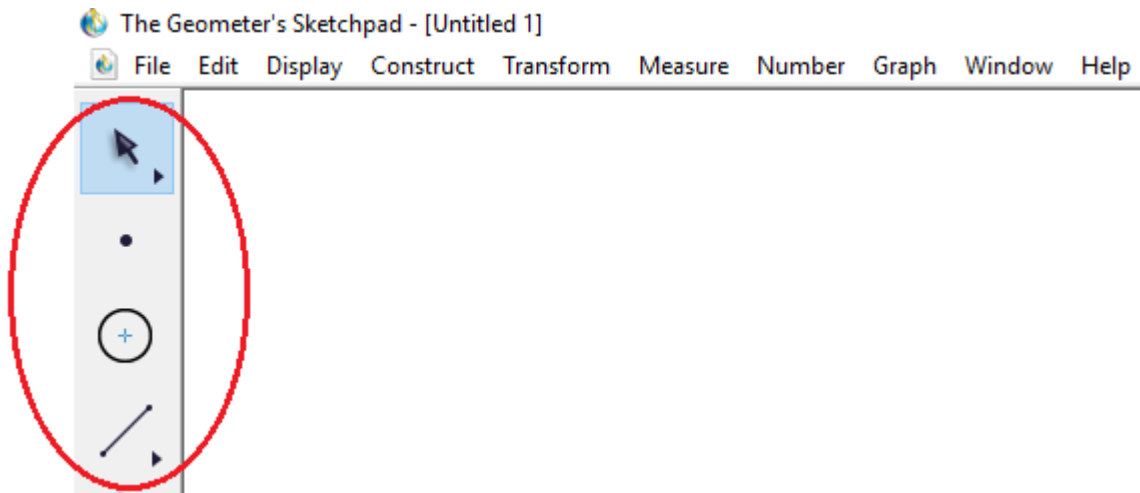 The Geometer's Sketchpad - [Untitled 1]
File Edit Display Construct Transform Measure Number Graph Window Help